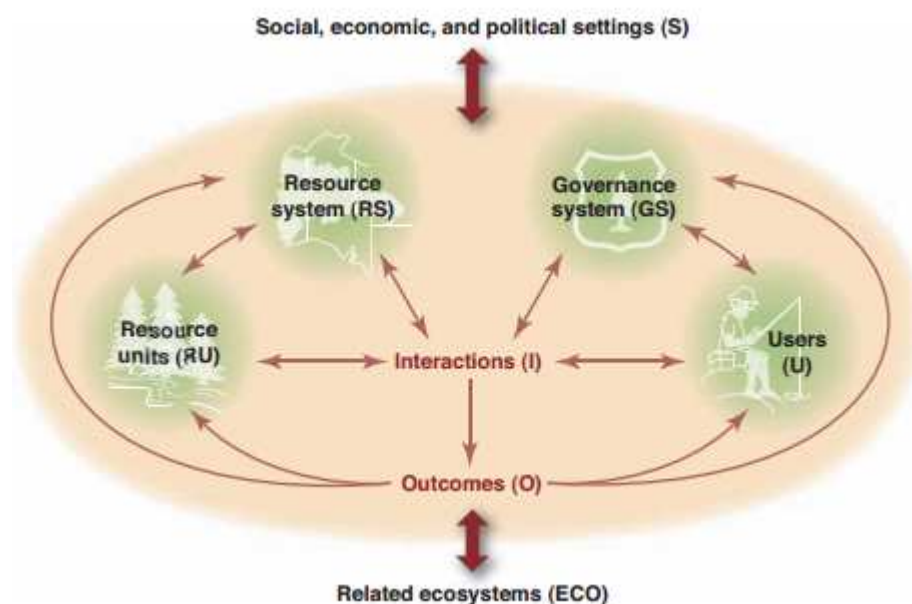 Social, economic, and political settings (S)
Resource
system (RS)
Governance
system (GS)
Resource
units (RU)
Interactions (I)
Users
(U)
Outcomes (O)
Related ecosystems (ECO)